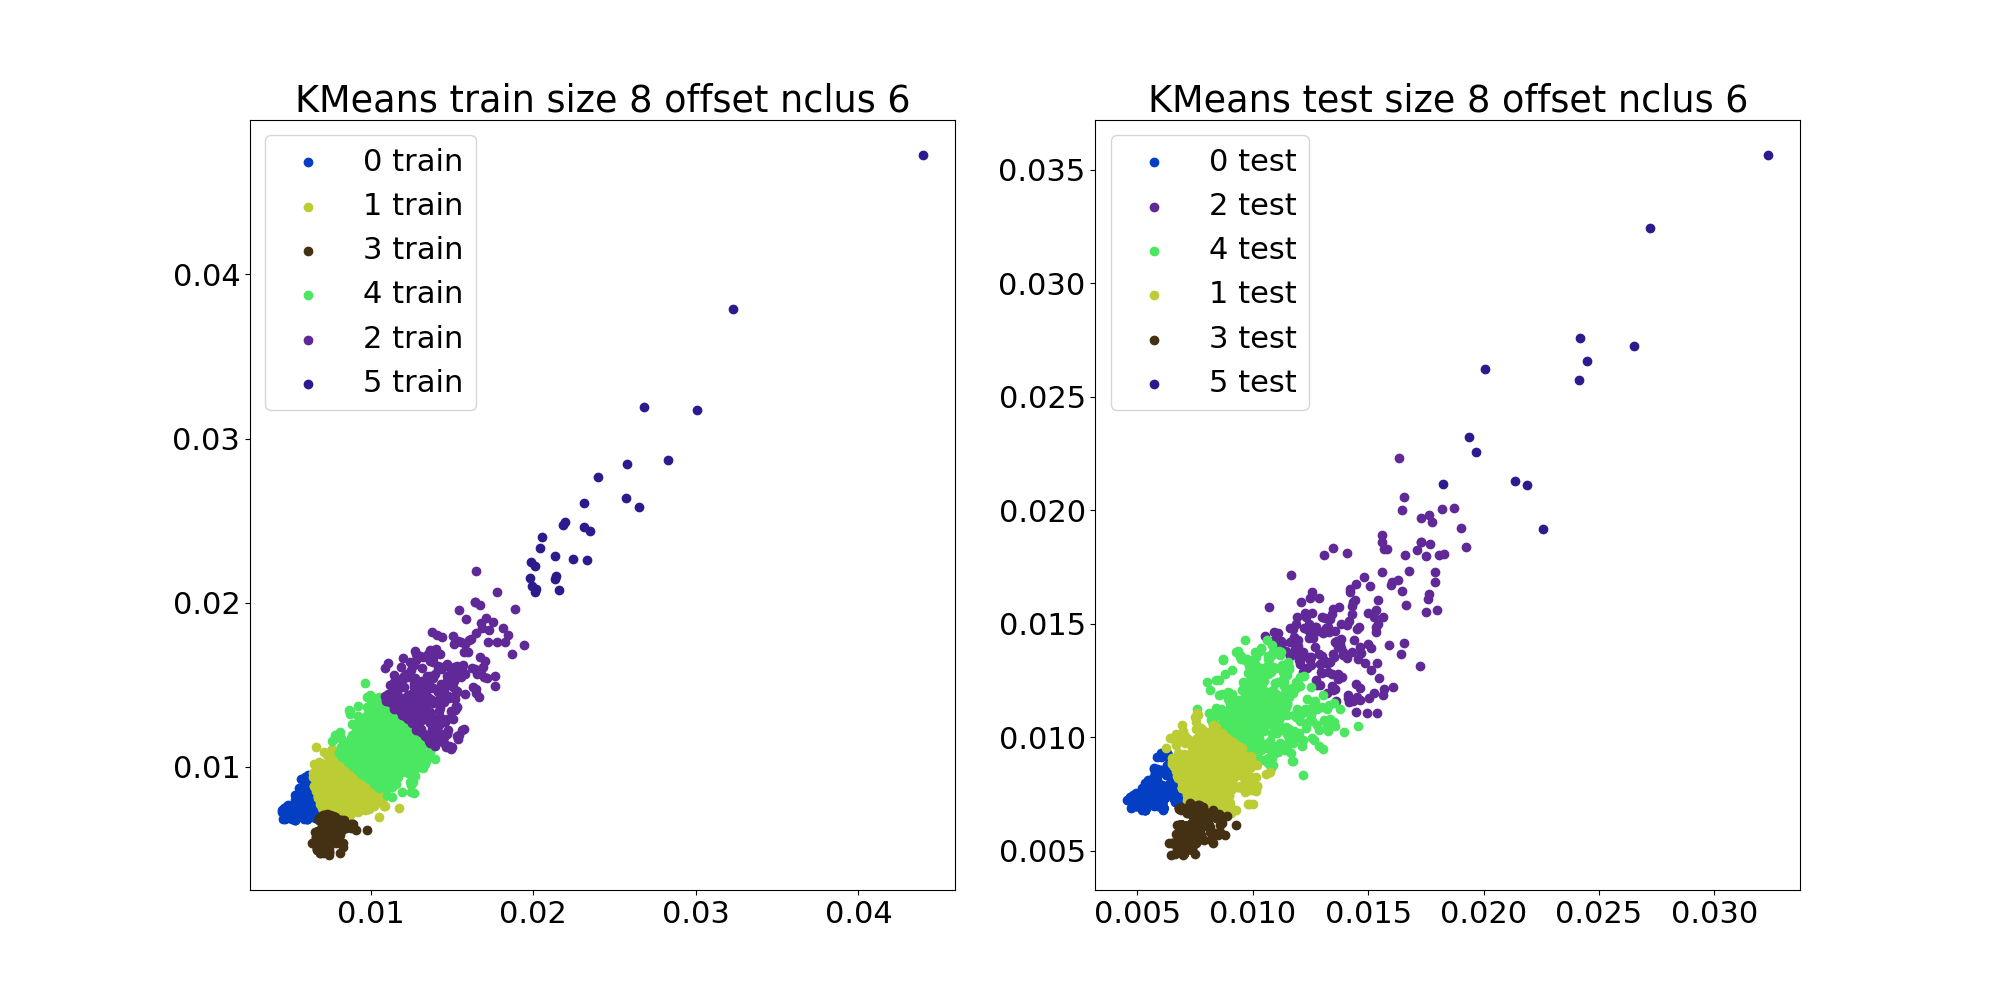 KMeans train size 8 offset nclus 6
0 train
1 train
3 train
4 train
2 train
5 train
0.04
0.03
0.02
0.01
0.01 0.02 0.03 0.04
KMeans test size 8 offset nclus 6
0 test
2 test
4 test
1 test
3 test
5 test
0.035
0.030
0.025
0.020
0.015
0.010
0.005
0.005 0.010 0.015 0.020 0.025 0.030